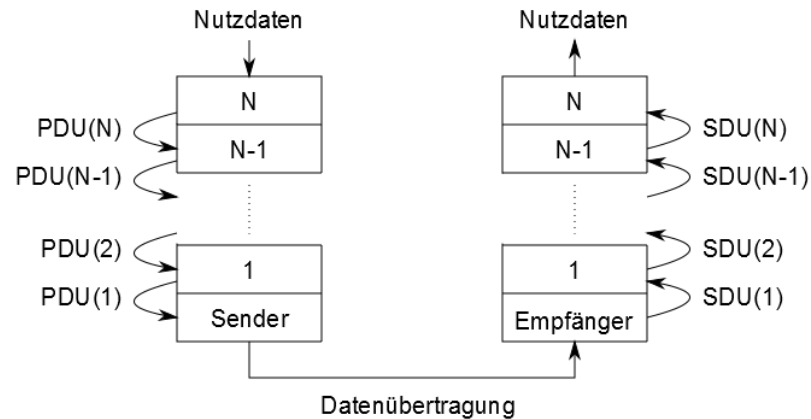 Nutzdaten
Nutzdaten
N
N
PDU(N)
SDU(N)
N-1
N-1
PDU(N-1)
SDU(N-1)
PDU(2)
SDU(2)
1
1
PDU(1)
SDU(1)
Sender
Empfänger
Datenübertragung